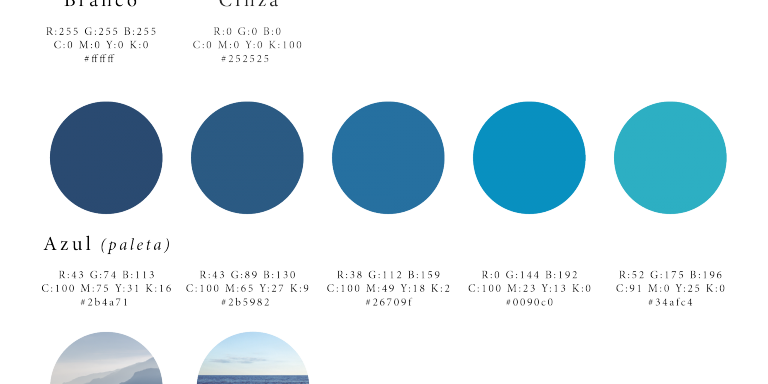 Branco Cinza
R:255 G:255 B:255 R:0 G:0 B:0
C:0 M:0 Y:0 K:0 C:0 M:0 Y:0 K:100
#ffffff #252525
Azul (paleta)
R:43 G:74 B:113 R:43 G:89 B:130 R:38 G:112 B:159 R:0 G:144 B:192 R:52 G:175 B:196
C:100 M:75 Y:31 K:16 C:100 M:65 Y:27 K:9 C:100 M:49 Y:18 K:2 C:100 M:23 Y:13 K:0 C:91 M:0 Y:25 K:0
#2b4a71 #2b5982 #26709f #0090c0 #34afc4